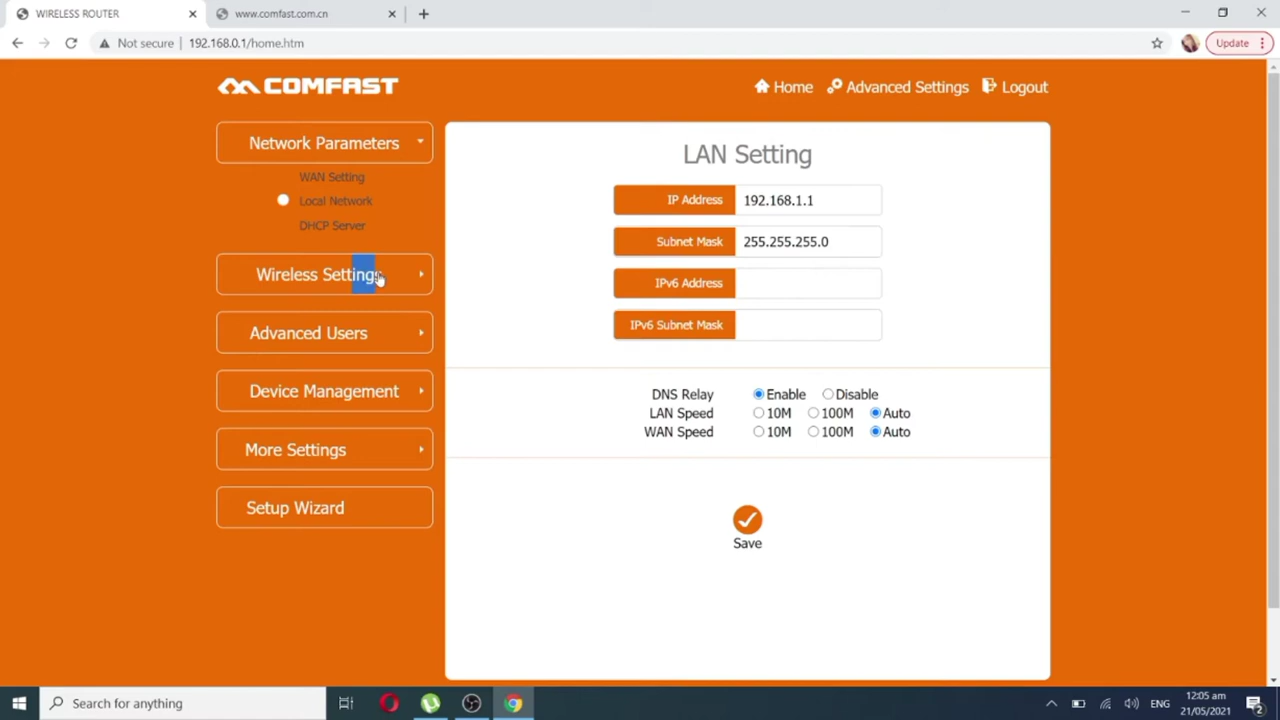 WIRELESS ROUTER
www.comfast.com.cn
Not secure
192.168.0.1/home.htm
Update
COMFAST
Home
Advanced Settings
Logout
Network Parameters
WAN Setting
Local Network
DHCP Server
Wireless Settings
Advanced Users
Device Management
More Settings
Setup Wizard
LAN Setting
IP Address 192.168.1.1
Subnet Mask 255.255.255.0
IPv6 Address
IPv6 Subnet Mask
DNS Relay Enable Disable
LAN Speed 10M 100M Auto
WAN Speed 10M 100M Auto
Save
Search for anything
ENG
12:05 am
21/05/2021
2